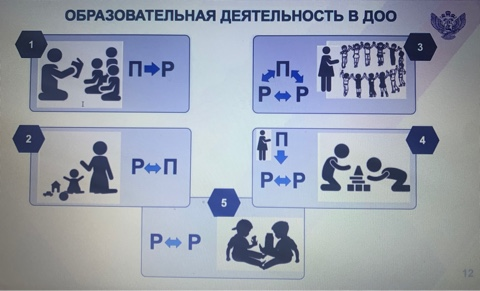 ОБРАЗОВАТЕЛЬНАЯ ДЕЯТЕЛЬНОСТЬ В ДОО
1
П➡Р
3
П
Р⬌Р
2
Р⬌П
4
П
Р⬌Р
5
Р⬌Р
12